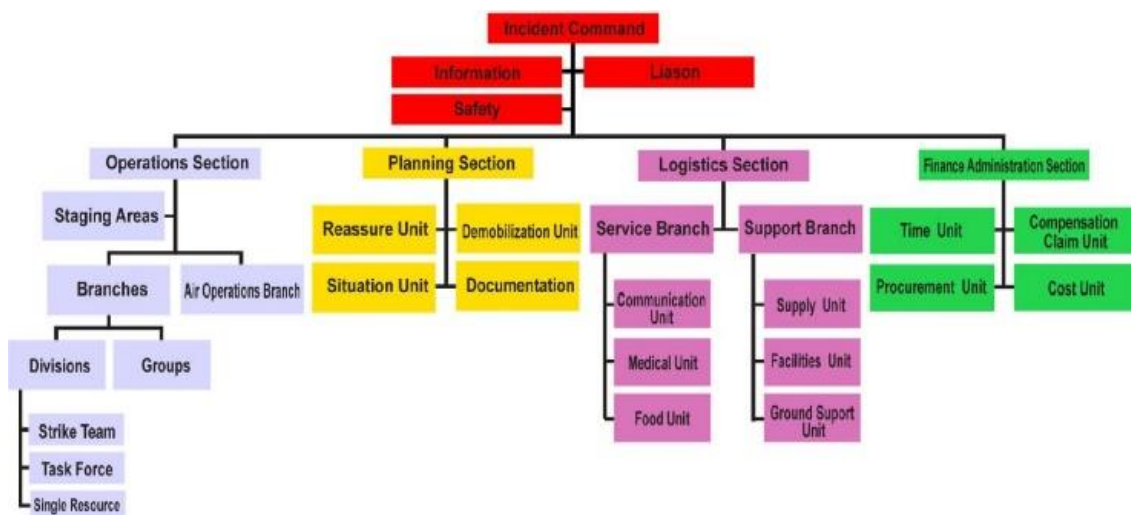 Incident Command
Information
Liason
Safety
Operations Section
Planning Section
Logistics Section
Finance Administration Section
Staging Areas
Reassure Unit
Demobilization Unit
Service Branch
Support Branch
Time Unit
Compensation
Claim Unit
Branches
Air Operations Branch
Situation Unit
Documentation
Procurement Unit
Cost Unit
Communication
Unit
Supply Unit
Divisions
Groups
Medical Unit
Facilities Unit
Food Unit
Ground Suport
Unit
Strike Team
Task Force
Single Resource